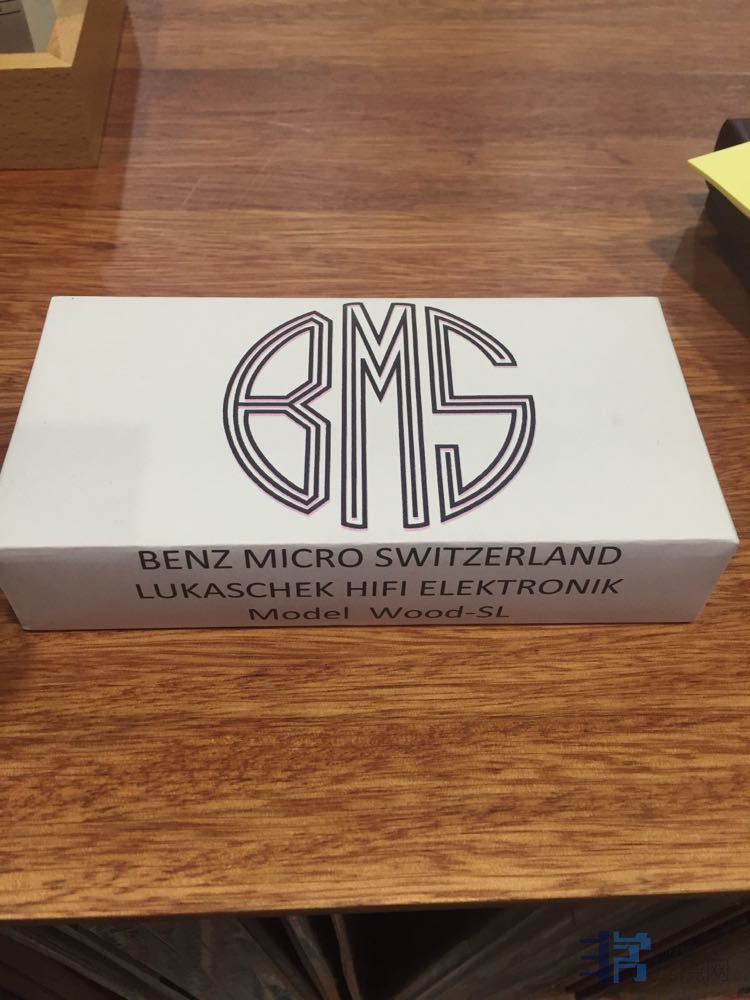 BMS
BENZ MICRO SWITZERLAND
LUKASCHEK HIFI ELEKTRONIK
Model Wood-SL